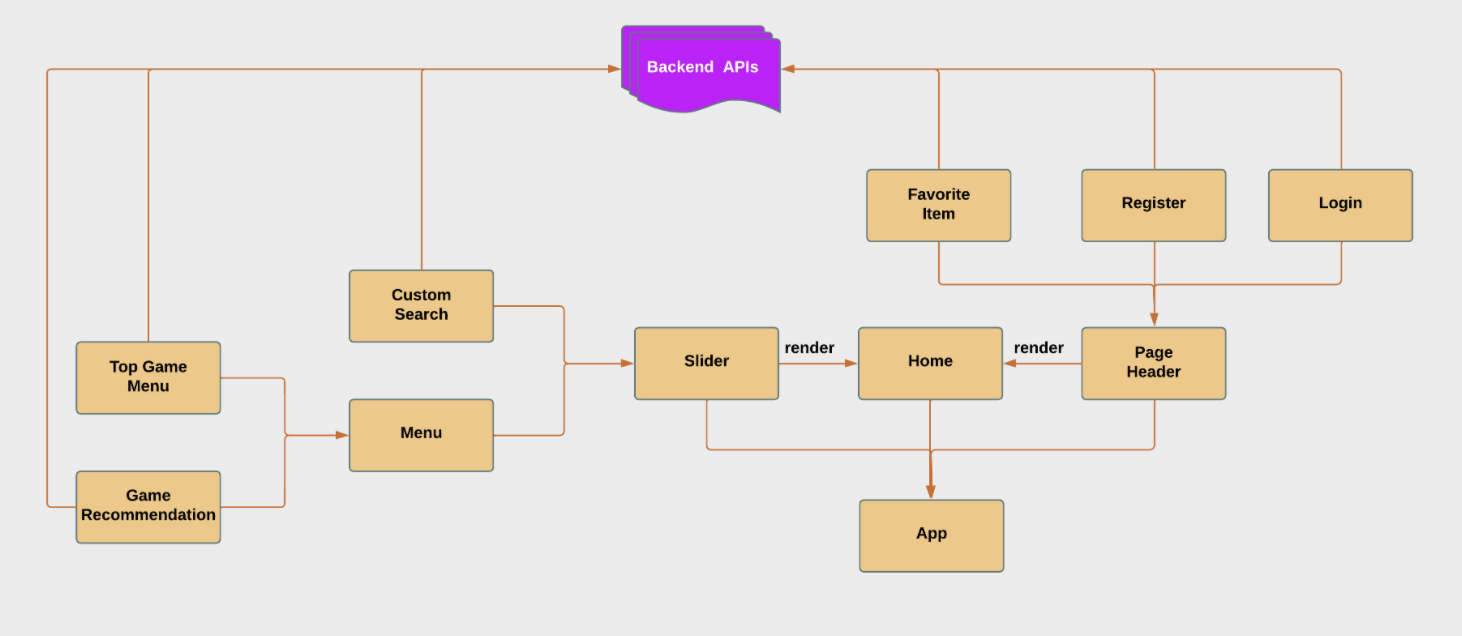 Backend APIs
Favorite
Item
Register
Login
Custom
Search
Top Game
Menu
Slider
render
Home
render
Page
Header
Menu
Game
Recommendation
App